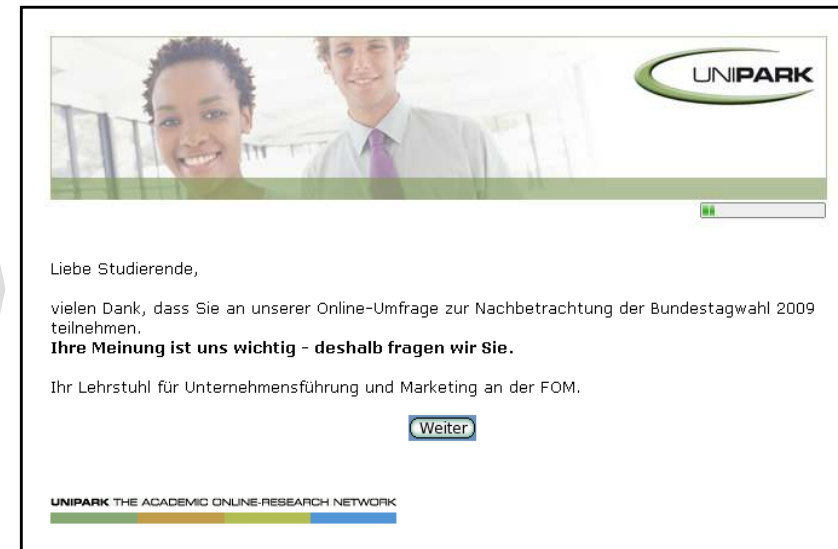 UNIPARK
Liebe Studierende,
vielen Dank, dass Sie an unserer Online-Umfrage zur Nachbetrachtung der Bundestagwahl 2009
teilnehmen.
Ihre Meinung ist uns wichtig - deshalb fragen wir Sie.
Ihr Lehrstuhl für Unternehmensführung und Marketing an der FOM.
Weiter
UNIPARK THE ACADEMIC ONLINE-RESEARCH NETWORK